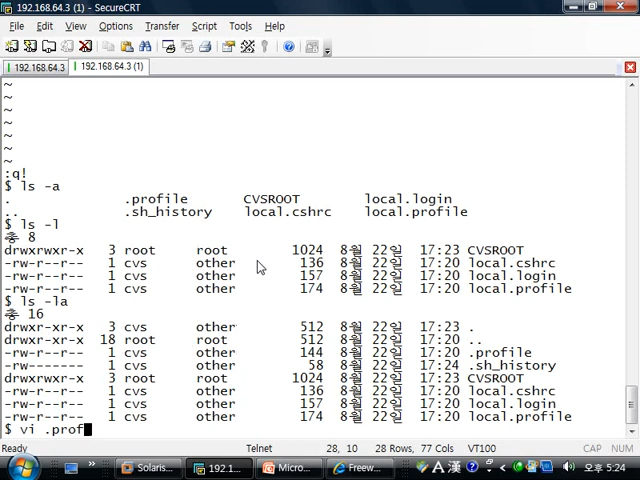 192.168.64.3 (1) - SecureCRT
File Edit View Options Transfer Script Tools Help
192.168.64.3 192.168.64.3 (1)
~
~
~
~
~
~
~
:q!
$ ls -a
. .profile CVSROOT local.login
.. .sh_history local.cshrc local.profile
$ ls -l
총 8
drwxrwxr-x 3 root root 1024 8월 22일 17:23 CVSROOT
-rw-r--r-- 1 cvs other 136 8월 22일 17:20 local.cshrc
-rw-r--r-- 1 cvs other 157 8월 22일 17:20 local.login
-rw-r--r-- 1 cvs other 174 8월 22일 17:20 local.profile
$ ls -la
총 16
drwxr-xr-x 3 cvs other 512 8월 22일 17:23 .
drwxr-xr-x 18 root root 512 8월 22일 17:20 ..
-rw-r--r-- 1 cvs other 144 8월 22일 17:20 .profile
-rw------- 1 cvs other 58 8월 22일 17:24 .sh_history
drwxrwxr-x 3 root root 1024 8월 22일 17:23 CVSROOT
-rw-r--r-- 1 cvs other 136 8월 22일 17:20 local.cshrc
-rw-r--r-- 1 cvs other 157 8월 22일 17:20 local.login
-rw-r--r-- 1 cvs other 174 8월 22일 17:20 local.profile
$ vi .prof
Ready Telnet 28, 10 28 Rows, 77 Cols VT100 CAP NUM
Solaris... 192.1... Micro... Freew... A 漢 오후 5:24